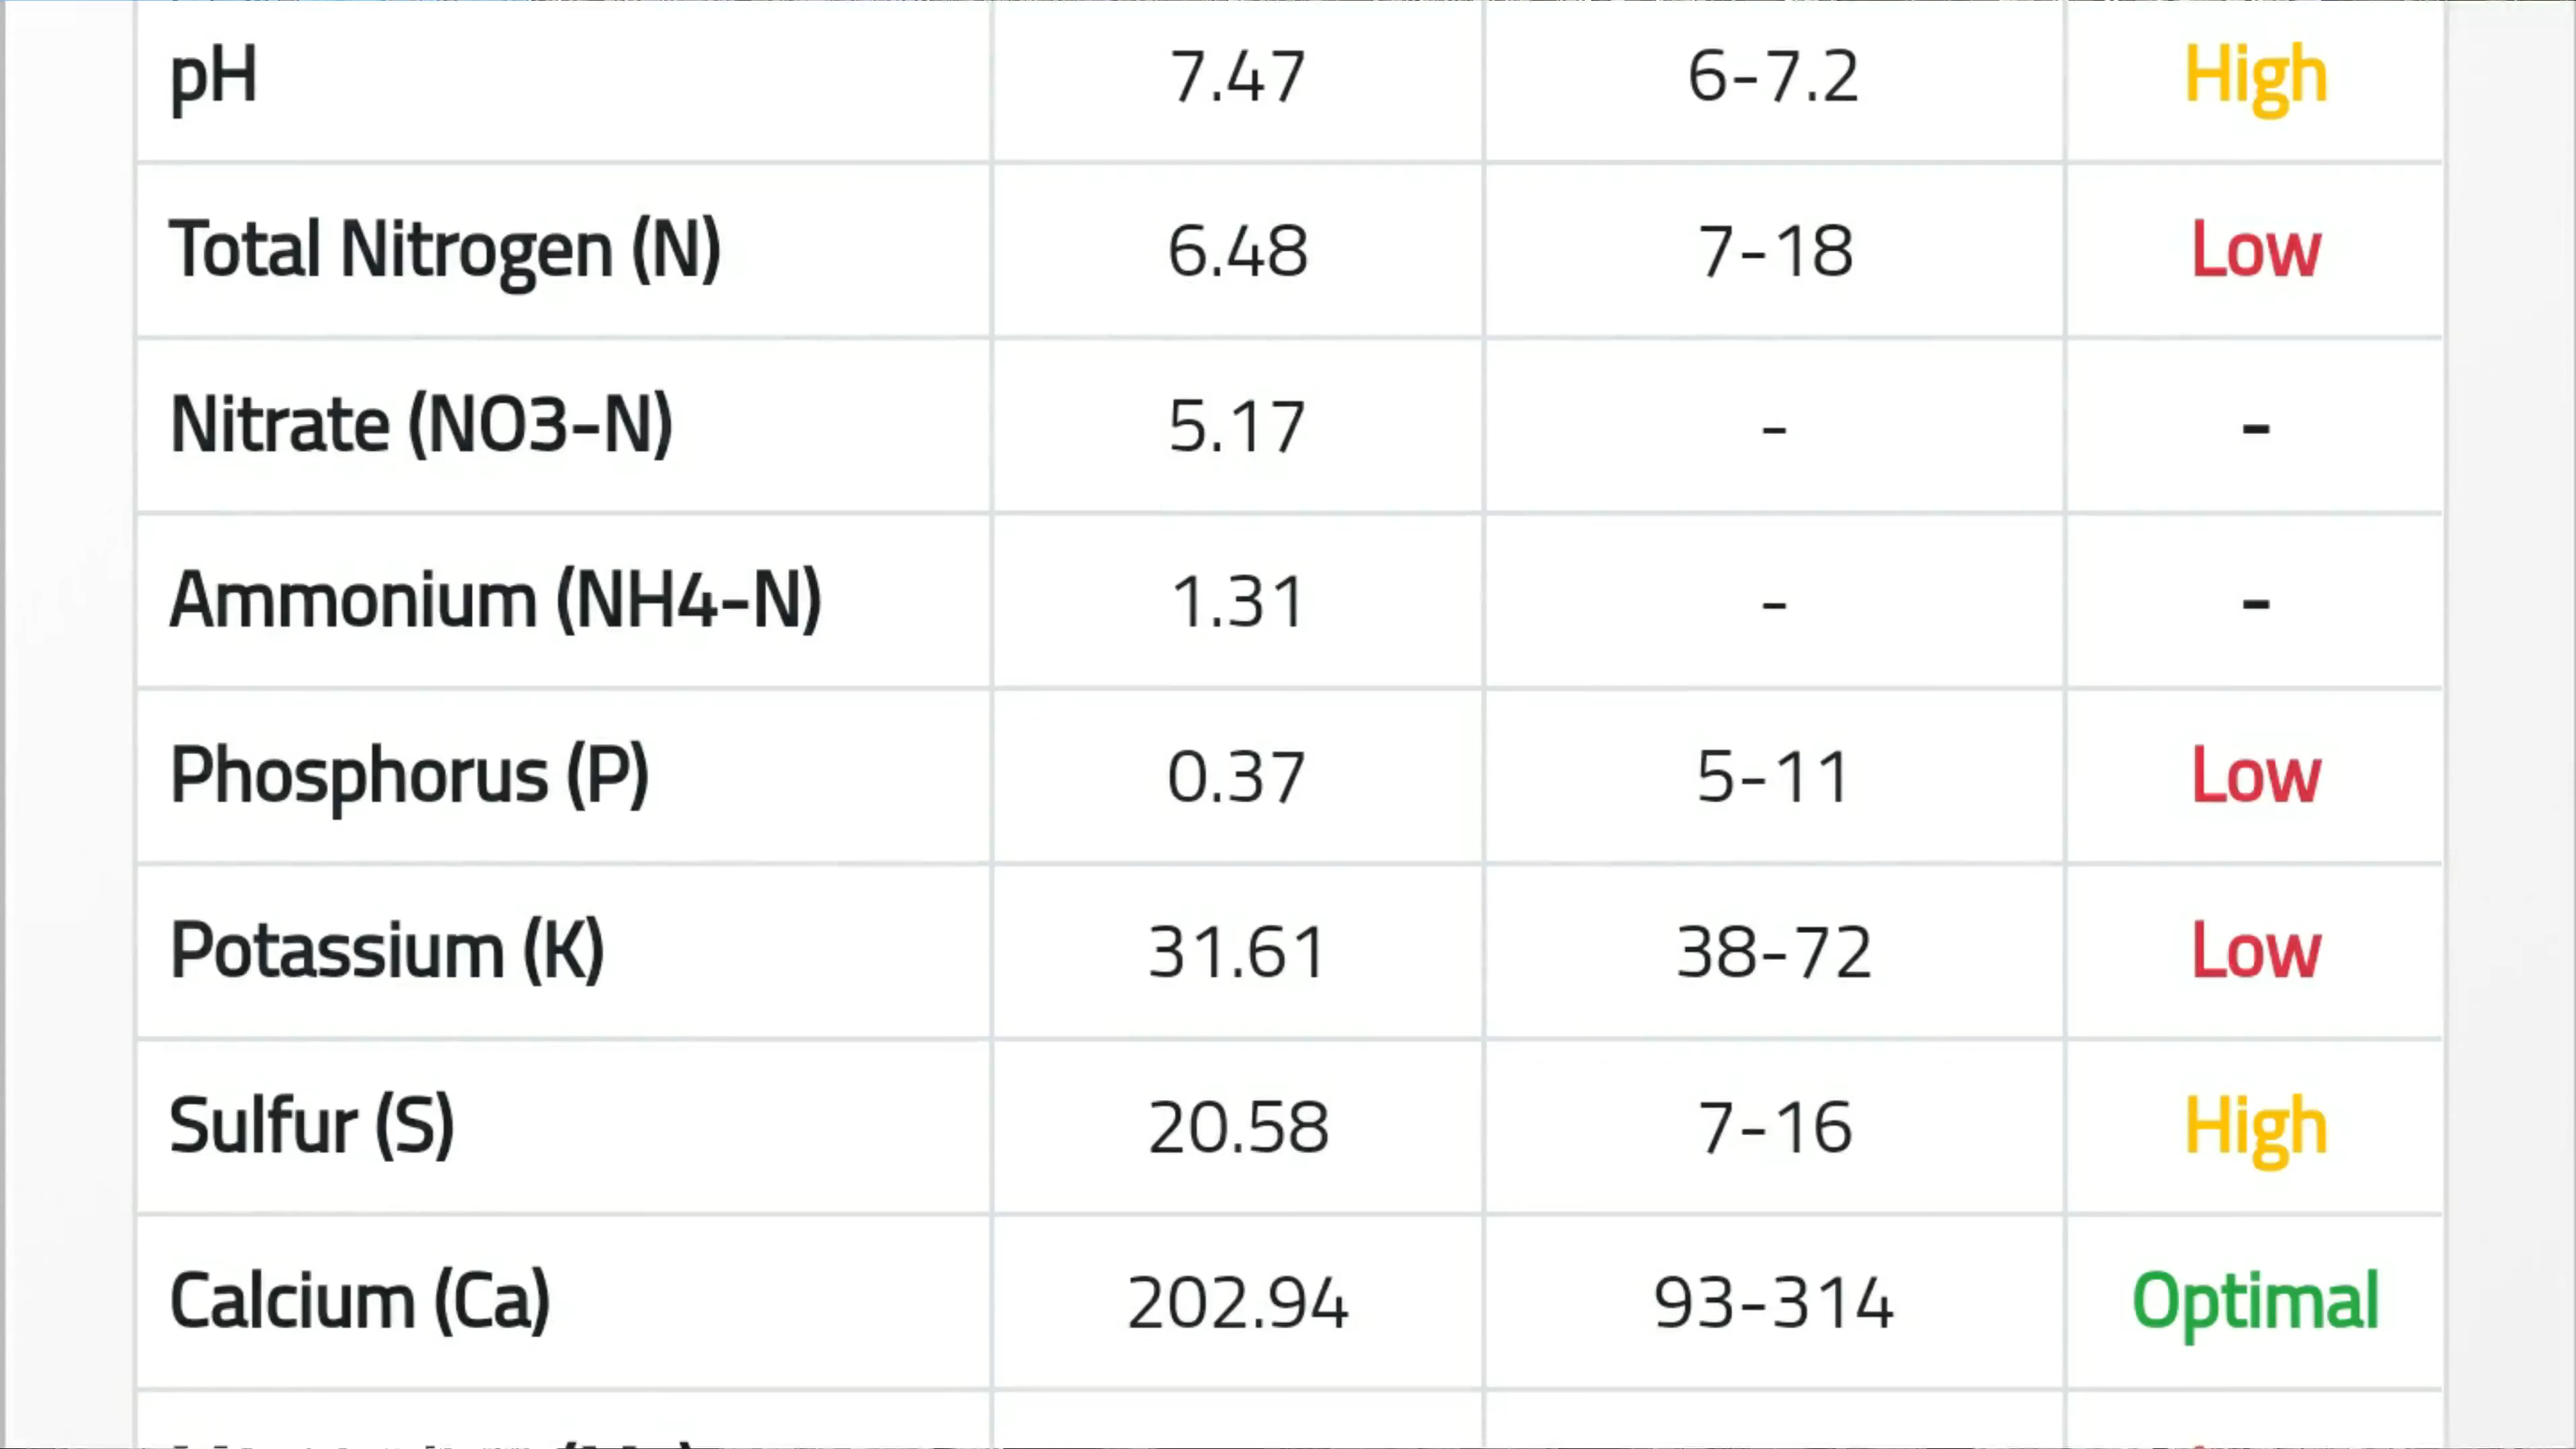 pH 7.47 6-7.2 High
Total Nitrogen (N) 6.48 7-18 Low
Nitrate (NO3-N) 5.17 - -
Ammonium (NH4-N) 1.31 - -
Phosphorus (P) 0.37 5-11 Low
Potassium (K) 31.61 38-72 Low
Sulfur (S) 20.58 7-16 High
Calcium (Ca) 202.94 93-314 Optimal